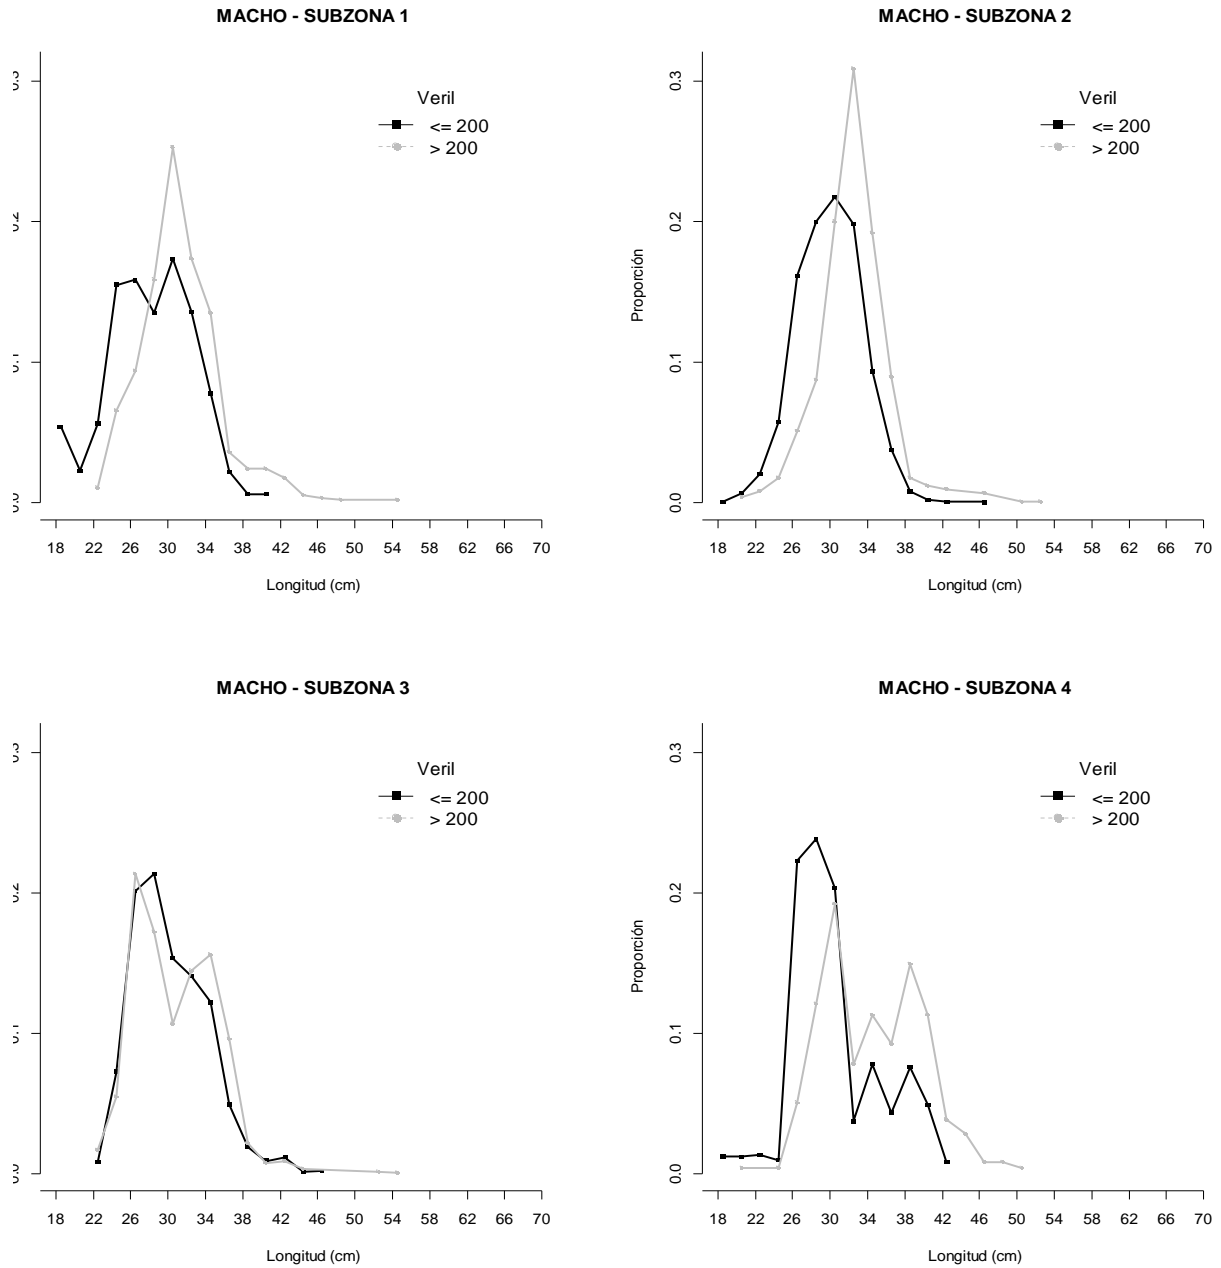 MACHO - SUBZONA 1
Veril
<= 200
> 200
18 22 26 30 34 38 42 46 50 54 58 62 66 70
Longitud (cm)
MACHO - SUBZONA 2
0.3
0.2
0.1
0.0
Proporción
Veril
<= 200
> 200
18 22 26 30 34 38 42 46 50 54 58 62 66 70
Longitud (cm)
MACHO - SUBZONA 3
Veril
<= 200
> 200
18 22 26 30 34 38 42 46 50 54 58 62 66 70
Longitud (cm)
MACHO - SUBZONA 4
0.3
0.2
0.1
0.0
Proporción
Veril
<= 200
> 200
18 22 26 30 34 38 42 46 50 54 58 62 66 70
Longitud (cm)